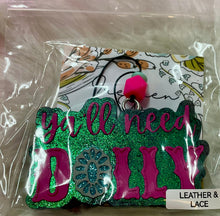 y'all need
DOLLY
LEATHER &
LACE